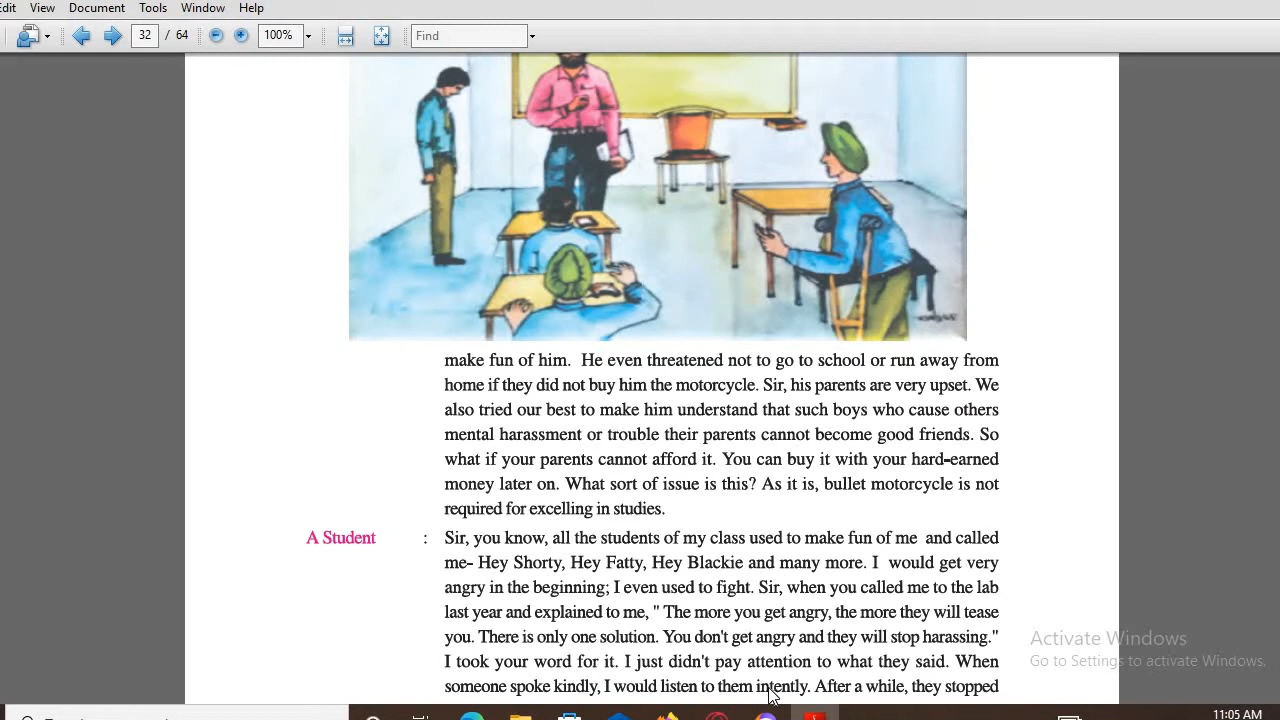 Edit View Document Tools Window Help
32 / 64 100% Find
make fun of him. He even threatened not to go to school or run away from
home if they did not buy him the motorcycle. Sir, his parents are very upset. We
also tried our best to make him understand that such boys who cause others
mental harassment or trouble their parents cannot become good friends. So
what if your parents cannot afford it. You can buy it with your hard-earned
money later on. What sort of issue is this? As it is, bullet motorcycle is not
required for excelling in studies.
A Student : Sir, you know, all the students of my class used to make fun of me and called
me- Hey Shorty, Hey Fatty, Hey Blackie and many more. I would get very
angry in the beginning; I even used to fight. Sir, when you called me to the lab
last year and explained to me, " The more you get angry, the more they will tease
you. There is only one solution. You don't get angry and they will stop harassing."
I took your word for it. I just didn't pay attention to what they said. When
someone spoke kindly, I would listen to them intently. After a while, they stopped
Activate Windows
Go to Settings to activate Windows.
11:05 AM